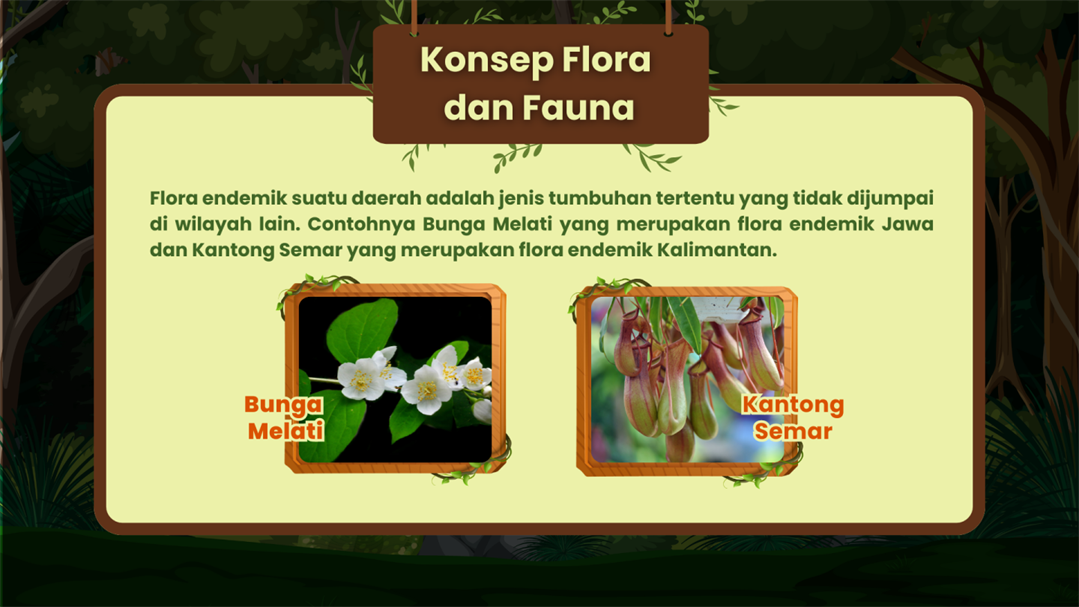 Konsep Flora
dan Fauna
Flora endemik suatu daerah adalah jenis tumbuhan tertentu yang tidak dijumpai
di wilayah lain. Contohnya Bunga Melati yang merupakan flora endemik Jawa
dan Kantong Semar yang merupakan flora endemik Kalimantan.
Bunga
Melati
Kantong
Semar